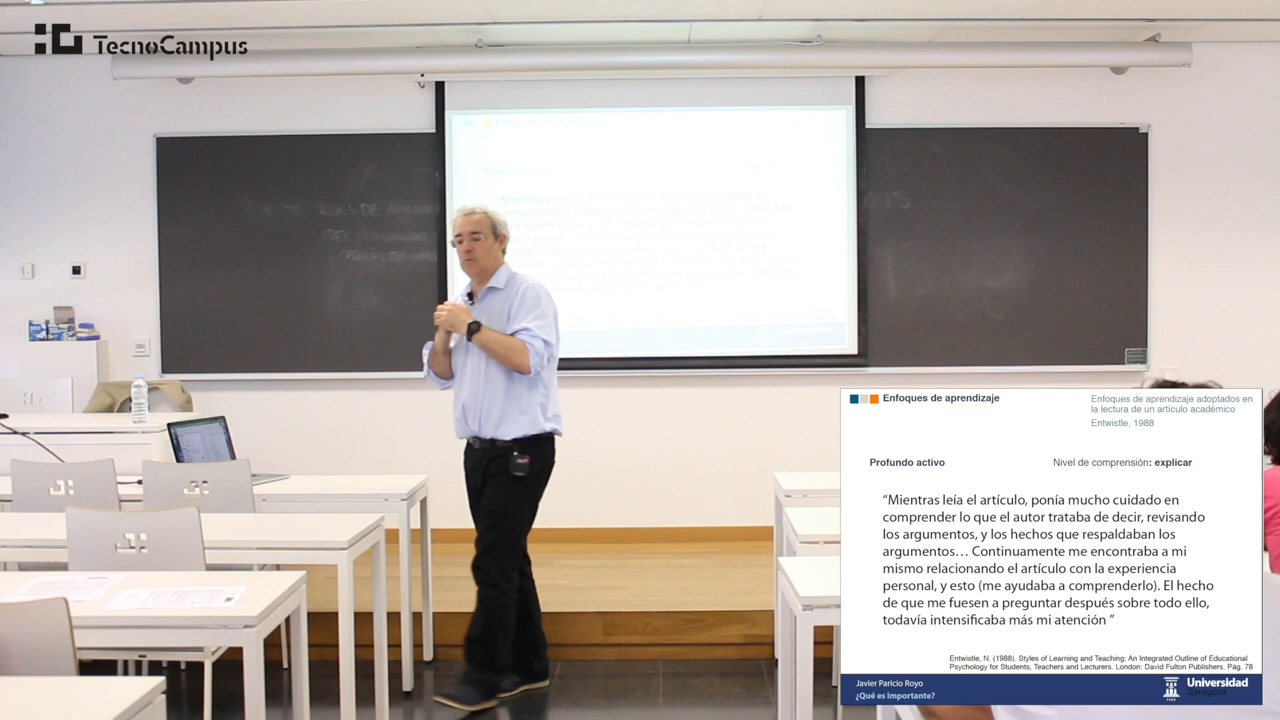 TecnoCampus
Enfoques de aprendizaje
Enfoques de aprendizaje adoptados en
la lectura de un artículo académico
Entwistle, 1988
Profundo activo
Nivel de comprensión: explicar
“Mientras leía el artículo, ponía mucho cuidado en
comprender lo que el autor trataba de decir, revisando
los argumentos, y los hechos que respaldaban los
argumentos… Continuamente me encontraba a mi
mismo relacionando el artículo con la experiencia
personal, y esto (me ayudaba a comprenderlo). El hecho
de que me fuesen a preguntar después sobre todo ello,
todavía intensificaba más mi atención ”
Entwistle, N. (1988). Styles of Learning and Teaching: An Integrated Outline of Educational
Psychology for Students, Teachers and Lecturers. London: David Fulton Publishers. Pág. 78
Javier Paricio Royo
¿Qué es importante?
Universidad
Zaragoza